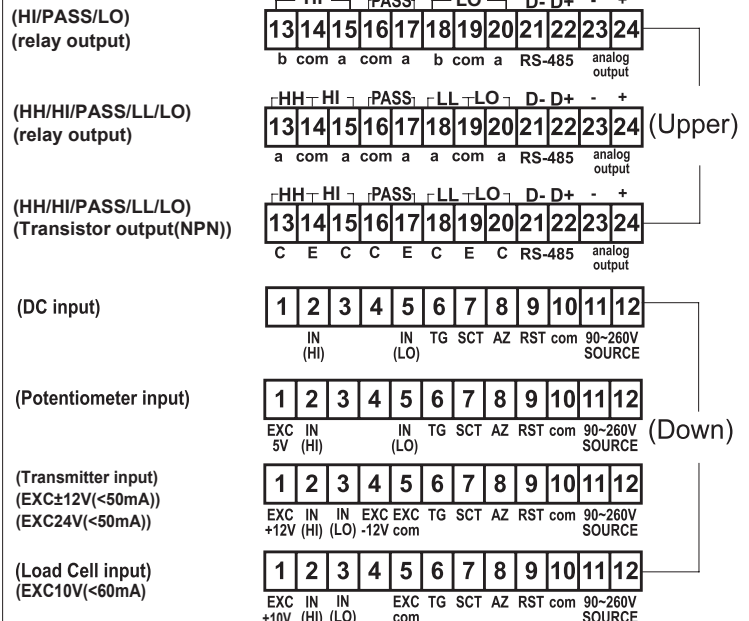 (HI/PASS/LO)
(relay output)
HI PASS LO D- D+ - +
13 14 15 16 17 18 19 20 21 22 23 24
b com a com a b com a RS-485 analog output
(HH/HI/PASS/LL/LO)
(relay output)
HH HI PASS LL LO D- D+ - +
13 14 15 16 17 18 19 20 21 22 23 24
(Upper)
a com a com a a com a RS-485 analog output
(HH/HI/PASS/LL/LO)
(Transistor output(NPN))
HH HI PASS LL LO D- D+ - +
13 14 15 16 17 18 19 20 21 22 23 24
C E C C E C E C RS-485 analog output
(DC input)
1 2 3 4 5 6 7 8 9 10 11 12
IN IN TG SCT AZ RST com 90~260V
(HI) (LO) SOURCE
(Potentiometer input)
1 2 3 4 5 6 7 8 9 10 11 12
EXC IN IN TG SCT AZ RST com 90~260V
5V (HI) (LO) SOURCE
(Down)
(Transmitter input)
(EXC±12V(<50mA))
(EXC24V(<50mA))
1 2 3 4 5 6 7 8 9 10 11 12
EXC IN IN EXC EXC TG SCT AZ RST com 90~260V
+12V (HI) (LO) -12V com SOURCE
(Load Cell input)
(EXC10V(<60mA)
1 2 3 4 5 6 7 8 9 10 11 12
EXC IN IN EXC TG SCT AZ RST com 90~260V
+10V (HI) (LO) com SOURCE